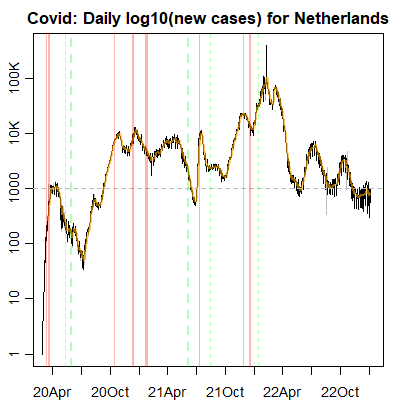 Covid: Daily log10(new cases) for Netherlands
100K
10K
1000
100
10
1
20Apr 20Oct 21Apr 21Oct 22Apr 22Oct